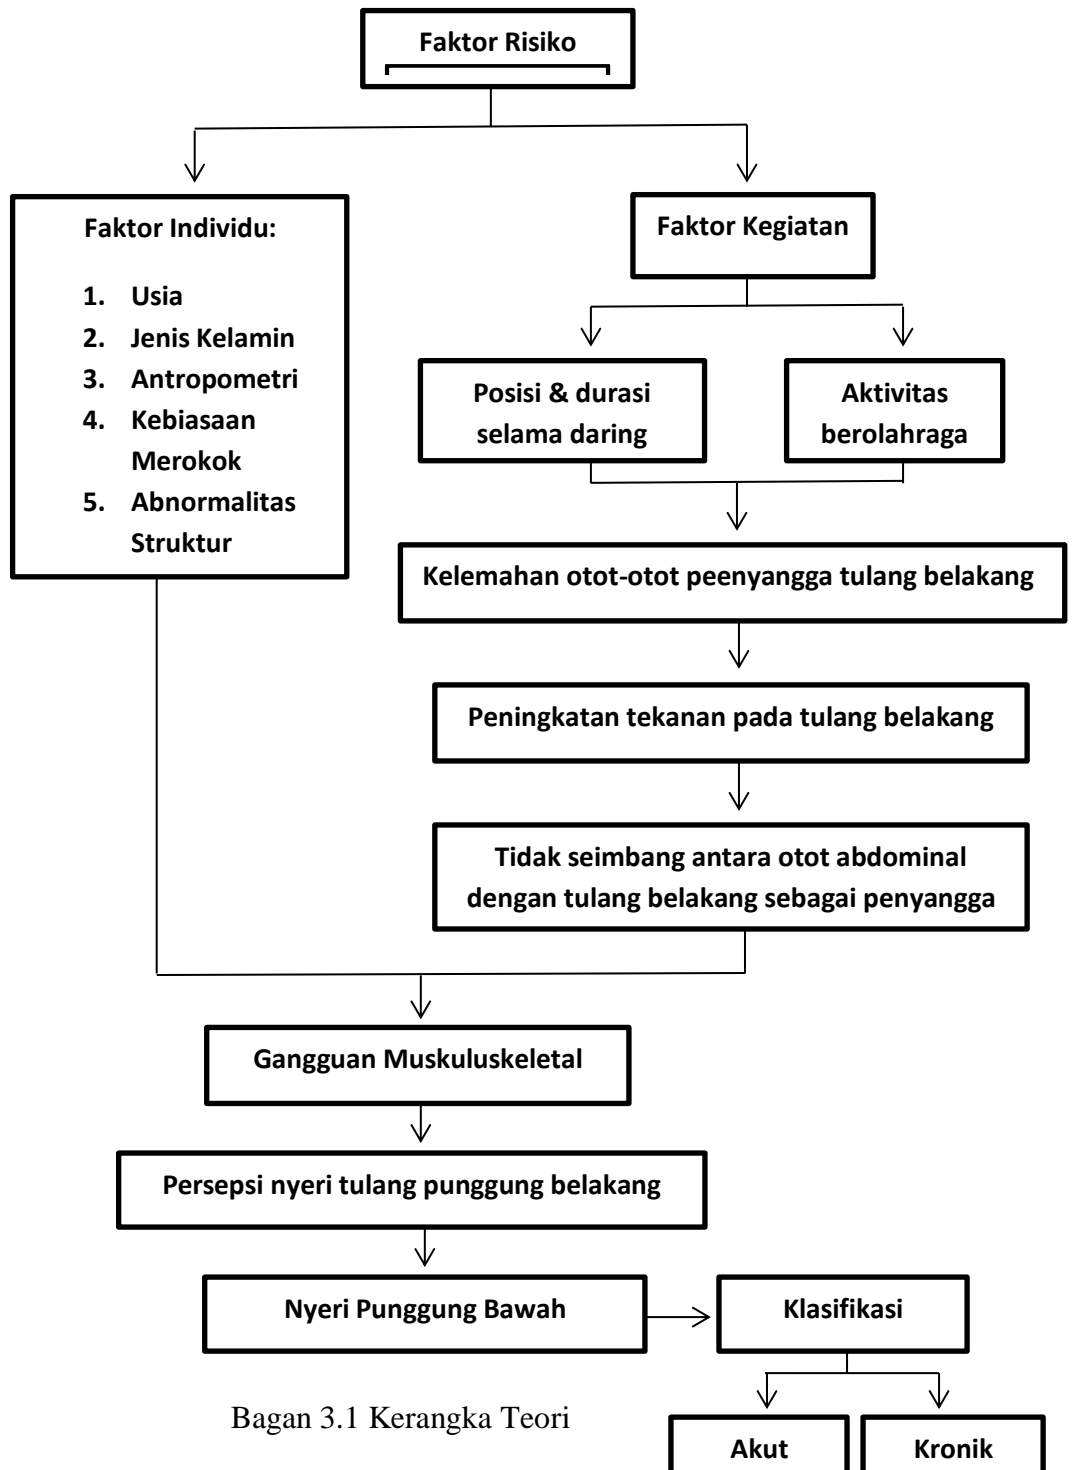 Faktor Risiko
Faktor Individu:
1. Usia
2. Jenis Kelamin
3. Antropometri
4. Kebiasaan
Merokok
5. Abnormalitas
Struktur
Faktor Kegiatan
Posisi & durasi
selama daring
Aktivitas
berolahraga
Kelemahan otot-otot peenyangga tulang belakang
Peningkatan tekanan pada tulang belakang
Tidak seimbang antara otot abdominal
dengan tulang belakang sebagai penyangga
Gangguan Muskuluskeletal
Persepsi nyeri tulang punggung belakang
Nyeri Punggung Bawah
Klasifikasi
Akut
Kronik
Bagan 3.1 Kerangka Teori